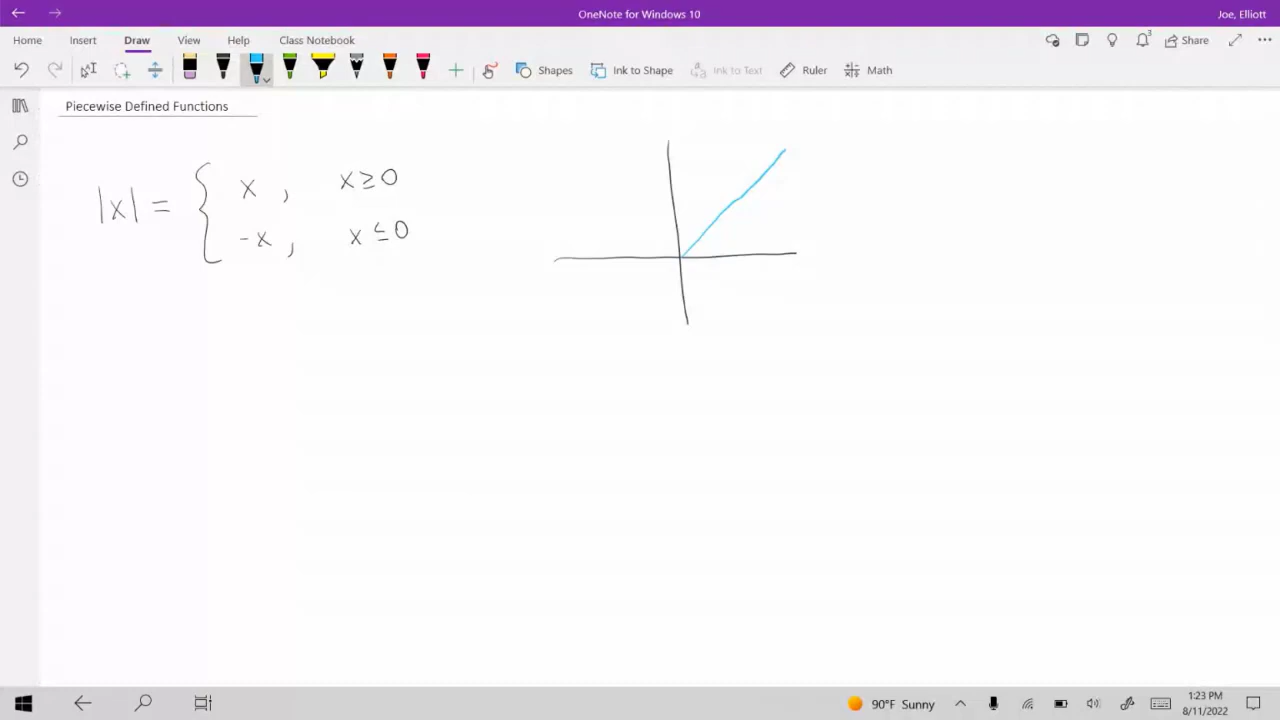 OneNote for Windows 10
Joe, Elliott
Home Insert Draw View Help Class Notebook
3
Share
Shapes Ink to Shape Ink to Text Ruler Math
Piecewise Defined Functions
|x| = { x , x ≥ 0
-x , x ≤ 0
90°F Sunny
1:23 PM
8/11/2022